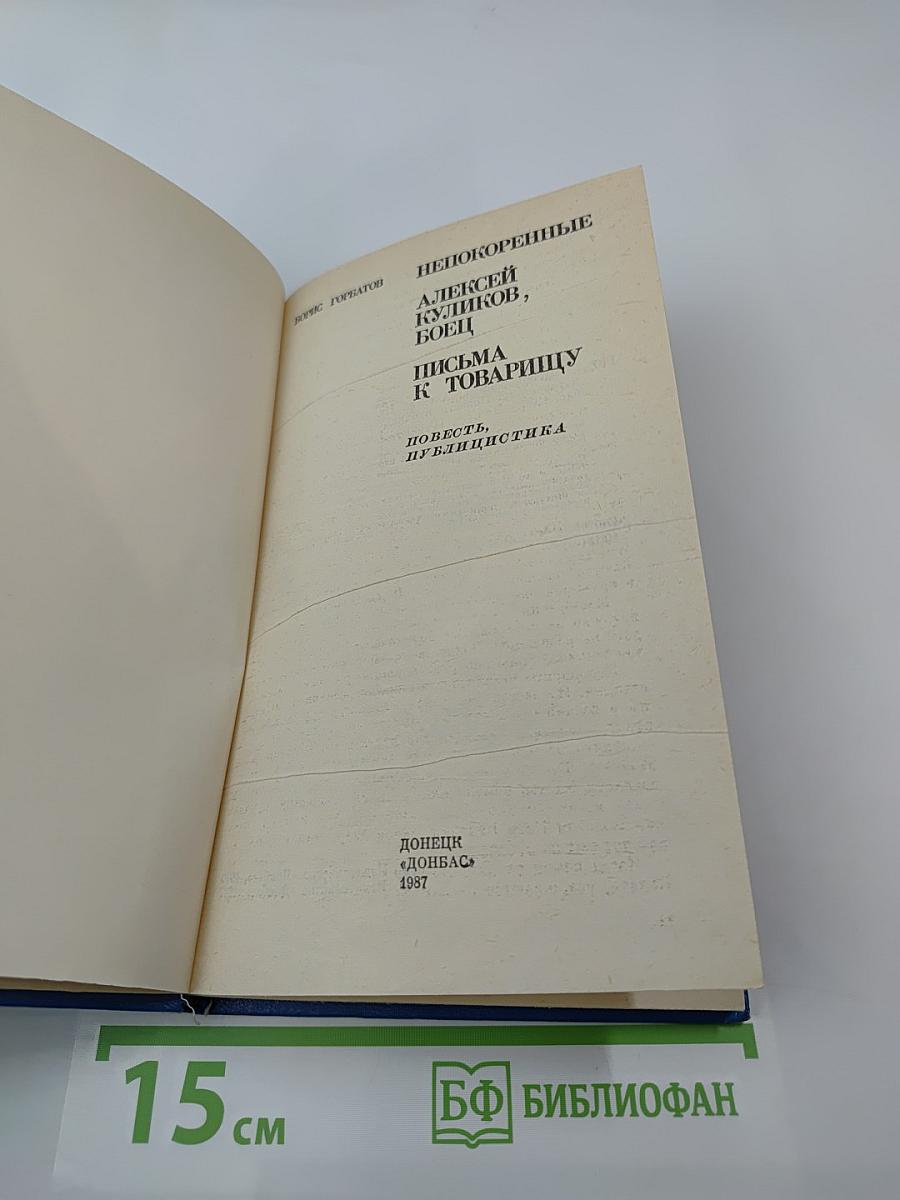 БОРИС ГОРБАТОВ
НЕПОКОРЕННЫЕ
АЛЕКСЕЙ
КУЛИКОВ,
БОЕЦ
ПИСЬМА
К ТОВАРИЩУ
ПОВЕСТЬ,
ПУБЛИЦИСТИКА
ДОНЕЦК
«ДОНБАС»
1987
15 см
БФ БИБЛИОФАН